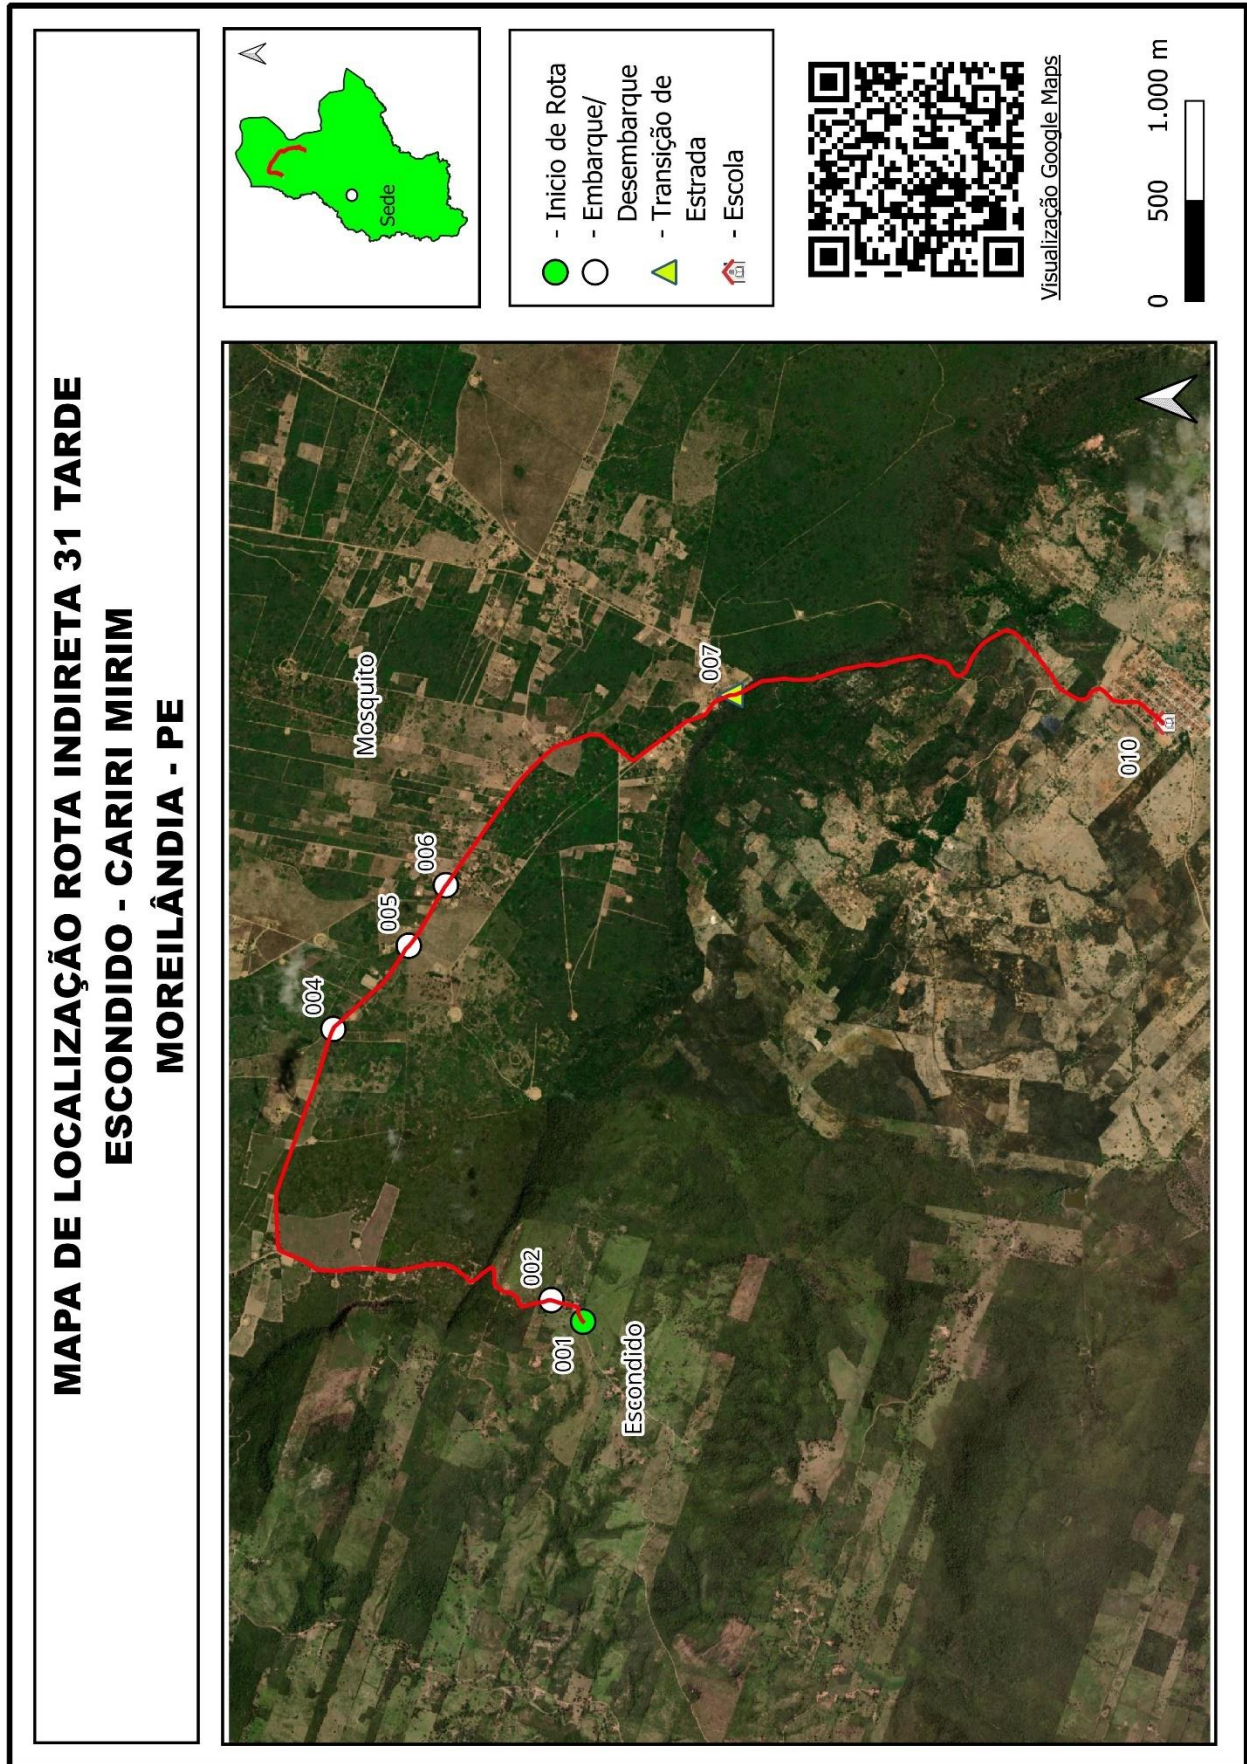 MAPA DE LOCALIZAÇÃO ROTA INDIRETA 31 TARDE
ESCONDIDO - CARIRI MIRIM
MOREILÂNDIA - PE
Sede
- Inicio de Rota
- Embarque/
Desembarque
- Transição de
Estrada
- Escola
Visualização Google Maps
0 500 1.000 m
004
005
006
Mosquito
002
001
Escondido
007
010